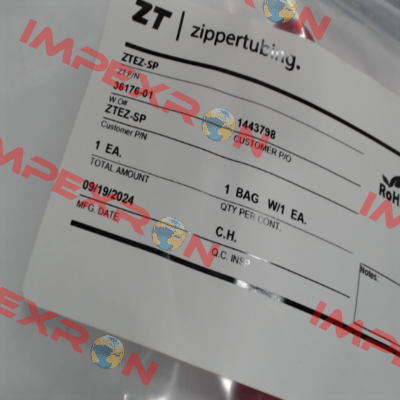 ZT | zippertubing.
ZTEZ-SP
ZT P/N
36176-01
W.O#
1443798
CUSTOMER P/O
ZTEZ-SP
Customer P/N
1 EA.
TOTAL AMOUNT
1 BAG W/1 EA.
QTY PER CONT.
09/19/2024
MFG. DATE
C.H.
Q.C. INSP
RoH
Notes:
IMPEXRON
IMPEXRON
IMPEXRON
IMPEXRON
IMPEXRON